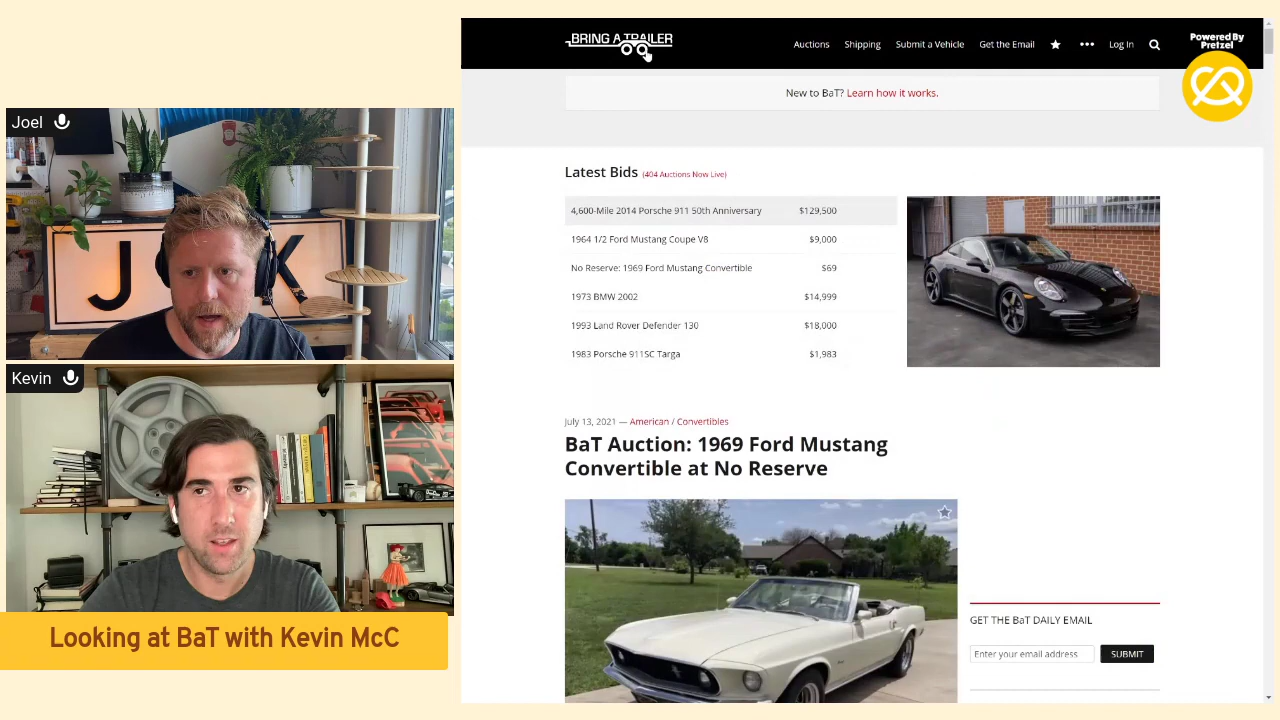 Joel
J K
Kevin
Looking at BaT with Kevin McC
BRING A TRAILER
Auctions Shipping Submit a Vehicle Get the Email ••• Log In
Powered By
Pretzel
New to BaT? Learn how it works.
Latest Bids (404 Auctions Now Live)
4,600-Mile 2014 Porsche 911 50th Anniversary $129,500
1964 1/2 Ford Mustang Coupe V8 $9,000
No Reserve: 1969 Ford Mustang Convertible $69
1973 BMW 2002 $14,999
1993 Land Rover Defender 130 $18,000
1983 Porsche 911SC Targa $1,983
July 13, 2021 — American / Convertibles
BaT Auction: 1969 Ford Mustang
Convertible at No Reserve
GET THE BaT DAILY EMAIL
Enter your email address SUBMIT